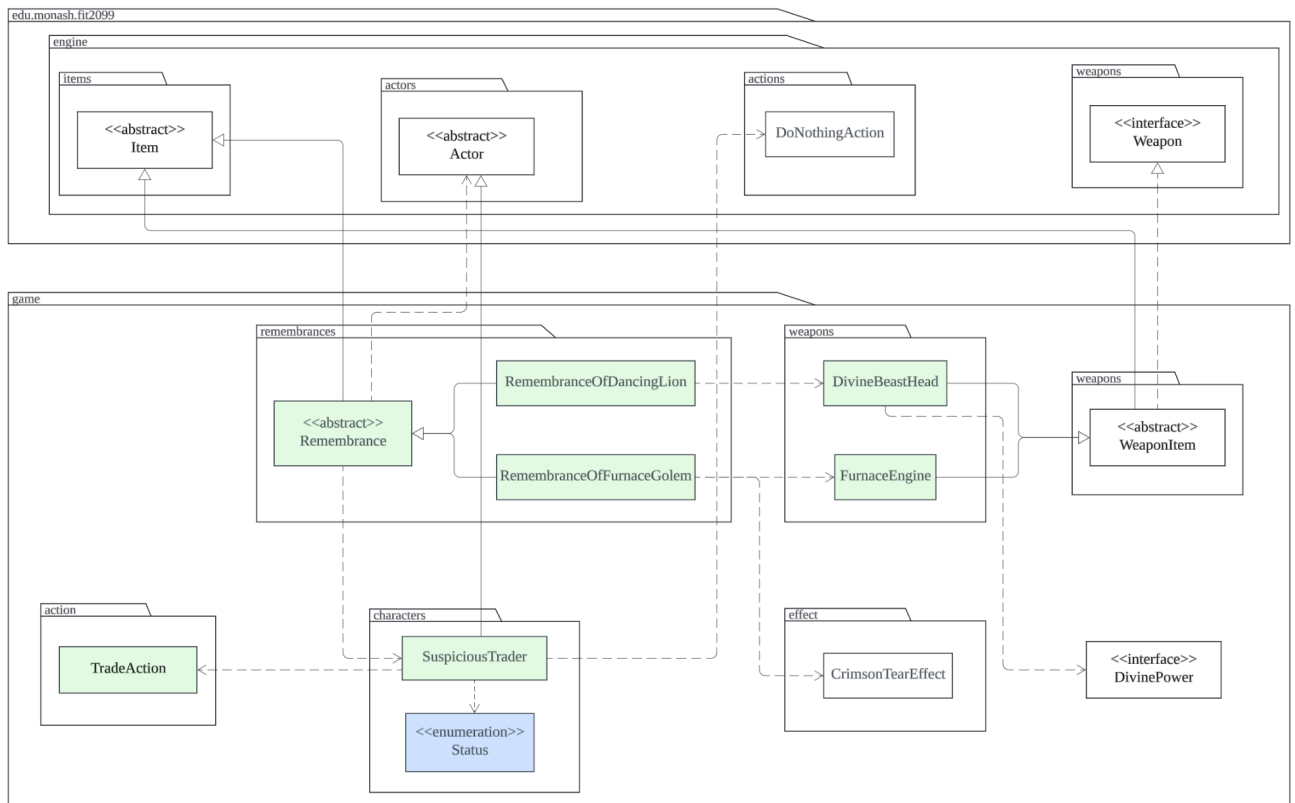 edu.monash.fit2099
engine
items
<<abstract>>
Item
actors
<<abstract>>
Actor
actions
DoNothingAction
weapons
<<interface>>
Weapon
game
remembrances
<<abstract>>
Remembrance
RemembranceOfDancingLion
RemembranceOfFurnaceGolem
weapons
DivineBeastHead
FurnaceEngine
weapons
<<abstract>>
WeaponItem
action
TradeAction
characters
SuspiciousTrader
<<enumeration>>
Status
effect
CrimsonTearEffect
<<interface>>
DivinePower